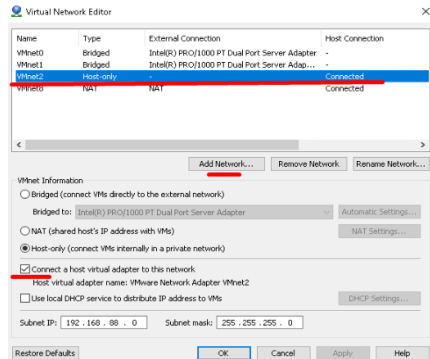 Virtual Network Editor
Name Type External Connection Host Connection
VMnet0 Bridged Intel(R) PRO/1000 PT Dual Port Server Adapter -
VMnet1 Bridged Intel(R) PRO/1000 PT Dual Port Server Adap... -
VMnet2 Host-only - Connected
VMnet8 NAT NAT Connected
Add Network... Remove Network Rename Network...
VMnet Information
Bridged (connect VMs directly to the external network)
Bridged to: Intel(R) PRO/1000 PT Dual Port Server Adapter Automatic Settings...
NAT (shared host's IP address with VMs) NAT Settings...
Host-only (connect VMs internally in a private network)
Connect a host virtual adapter to this network
Host virtual adapter name: VMware Network Adapter VMnet2
Use local DHCP service to distribute IP address to VMs DHCP Settings...
Subnet IP: 192 . 168 . 88 . 0 Subnet mask: 255 . 255 . 255 . 0
Restore Defaults OK Cancel Apply Help